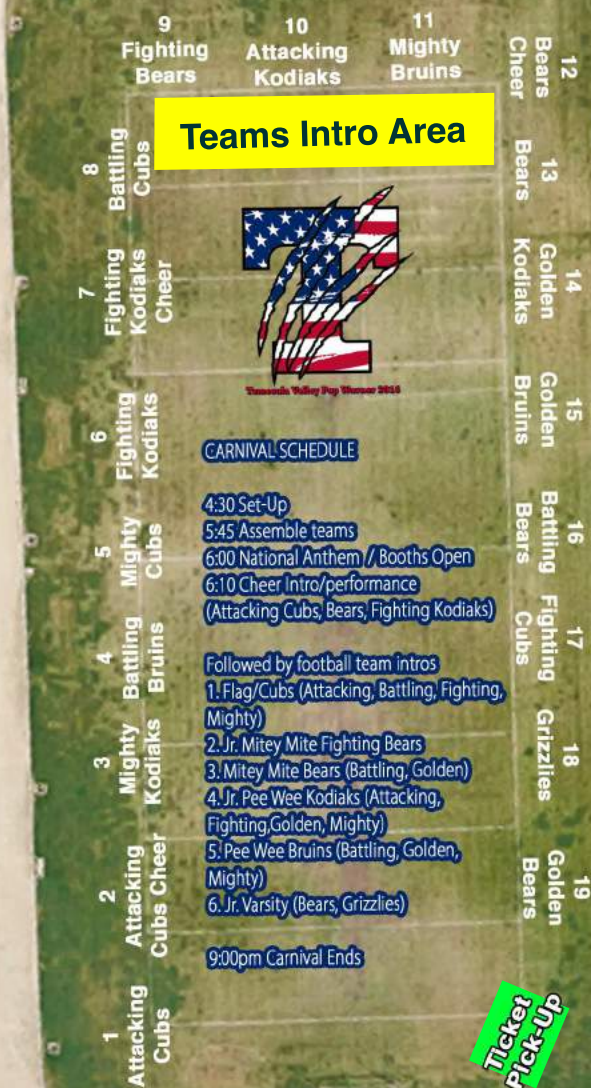 9
Fighting
Bears
10
Attacking
Kodiaks
11
Mighty
Bruins
12
Bears
Cheer
Teams Intro Area
8
Battling
Cubs
13
Bears
7
Fighting
Kodiaks
Cheer
14
Golden
Kodiaks
Temecula Valley Pop Warner 2016
6
Fighting
Kodiaks
15
Golden
Bruins
CARNIVAL SCHEDULE
4:30 Set-Up
5:45 Assemble teams
6:00 National Anthem / Booths Open
6:10 Cheer Intro/performance
(Attacking Cubs, Bears, Fighting Kodiaks)
Followed by football team intros
1. Flag/Cubs (Attacking, Battling, Fighting,
Mighty)
2. Jr. Mitey Mite Fighting Bears
3. Mitey Mite Bears (Battling, Golden)
4. Jr. Pee Wee Kodiaks (Attacking,
Fighting,Golden, Mighty)
5. Pee Wee Bruins (Battling, Golden,
Mighty)
6. Jr. Varsity (Bears, Grizzlies)
9:00pm Carnival Ends
5
Mighty
Cubs
16
Battling
Bears
4
Battling
Bruins
17
Fighting
Cubs
3
Mighty
Kodiaks
18
Grizzlies
2
Attacking
Cubs Cheer
19
Golden
Bears
1
Attacking
Cubs
Ticket
Pick-Up